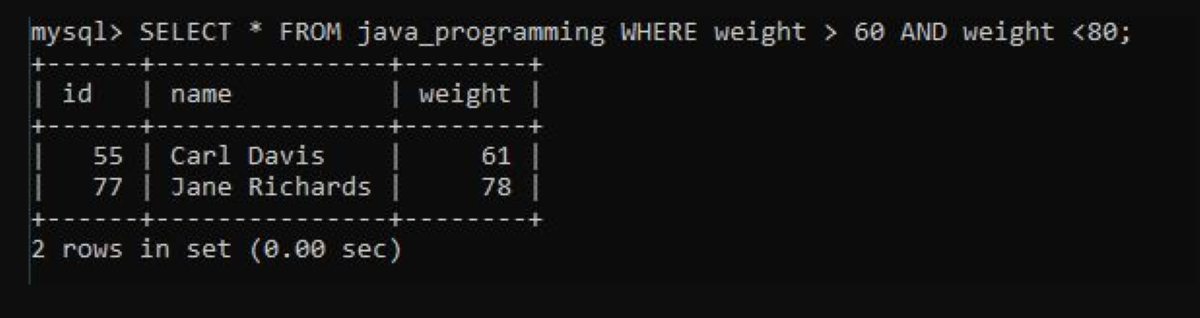 mysql> SELECT * FROM java_programming WHERE weight > 60 AND weight <80;
+------+---------------+--------+
| id   | name          | weight |
+------+---------------+--------+
|   55 | Carl Davis    |     61 |
|   77 | Jane Richards |     78 |
+------+---------------+--------+
2 rows in set (0.00 sec)